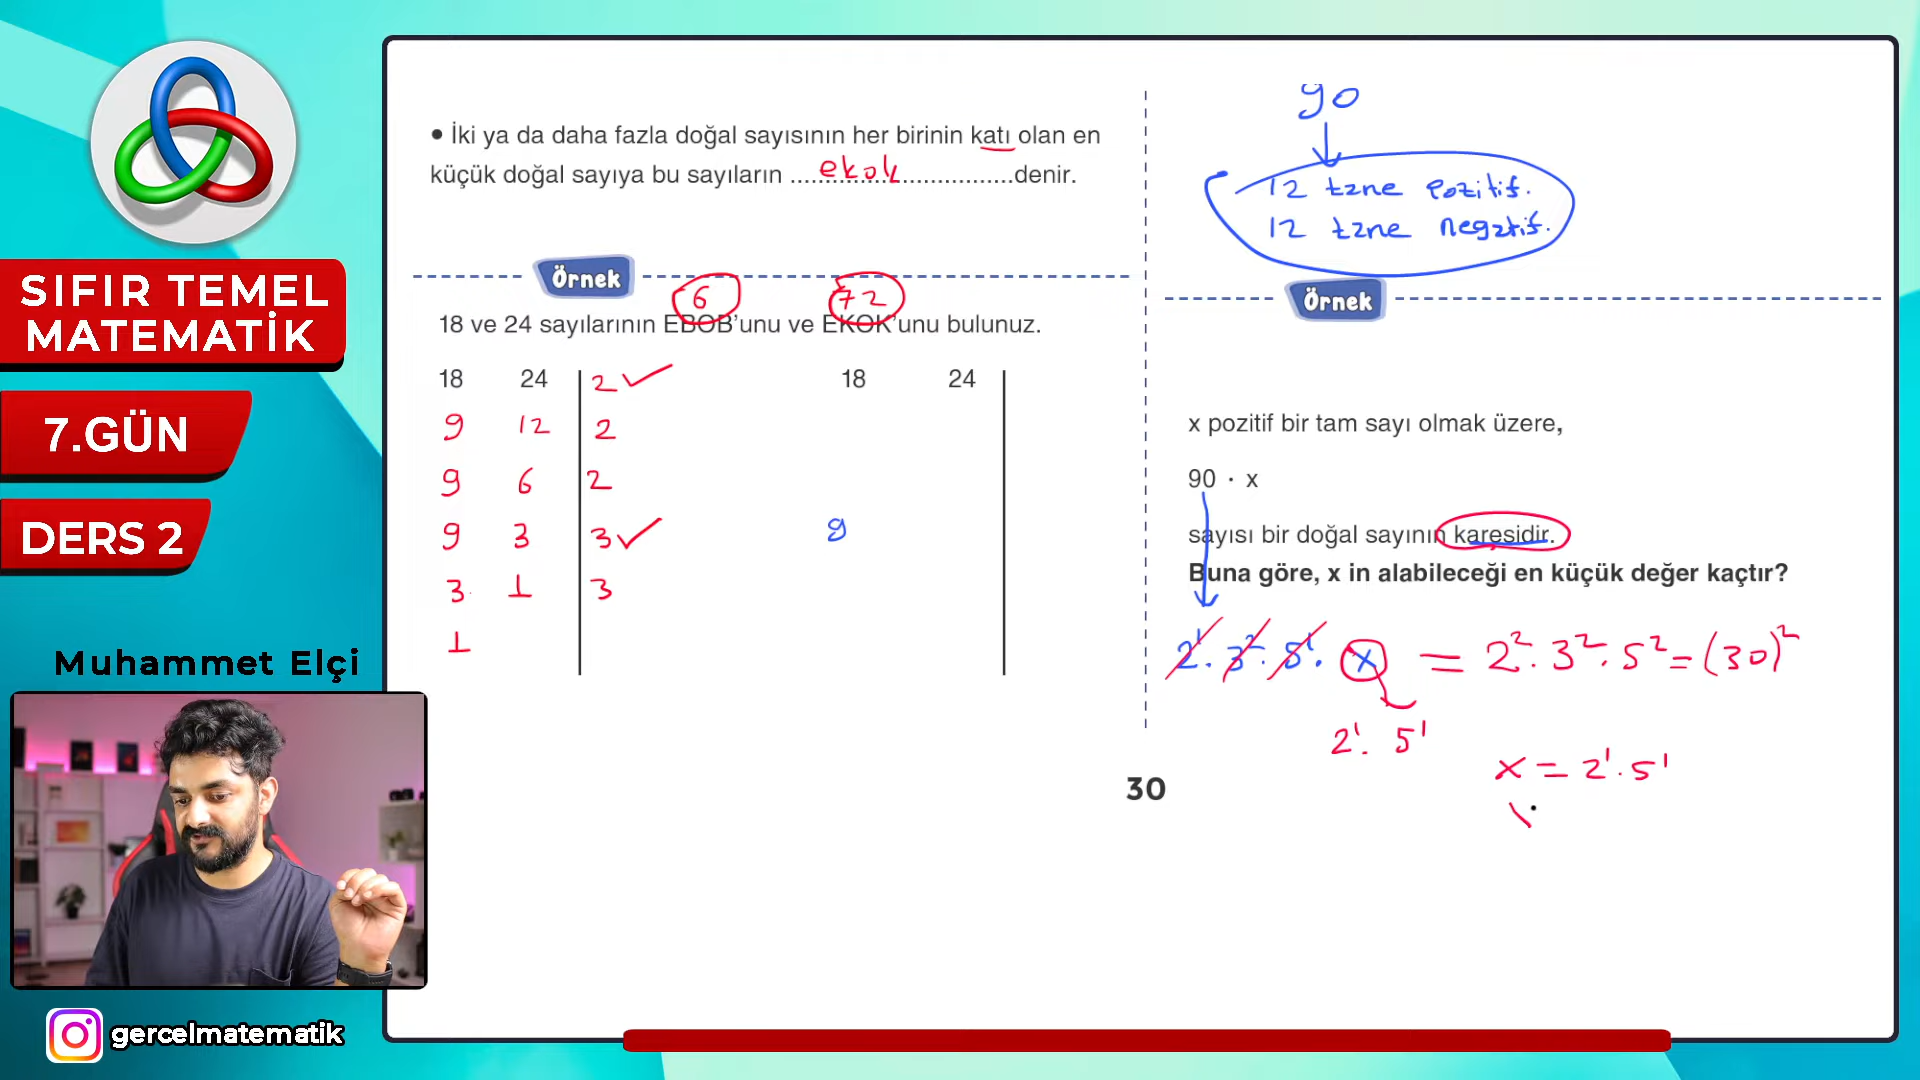 SIFIR TEMEL
MATEMATİK
7.GÜN
DERS 2
Muhammet Elçi
gercelmatematik
• İki ya da daha fazla doğal sayısının her birinin katı olan en
küçük doğal sayıya bu sayıların ......ekok......denir.
Örnek
6 72
18 ve 24 sayılarının EBOB'unu ve EKOK'unu bulunuz.
18 24 2 ✓
9 12 2
9 6 2
9 3 3 ✓
3 1 3
1
18 24
9
90
12 tane pozitif.
12 tane negatif.
Örnek
x pozitif bir tam sayı olmak üzere,
90 · x
sayısı bir doğal sayının karesidir.
Buna göre, x in alabileceği en küçük değer kaçtır?
2¹. 3². 5¹. x = 2². 3². 5² = (30)²
2¹. 5¹
x = 2¹. 5¹
30